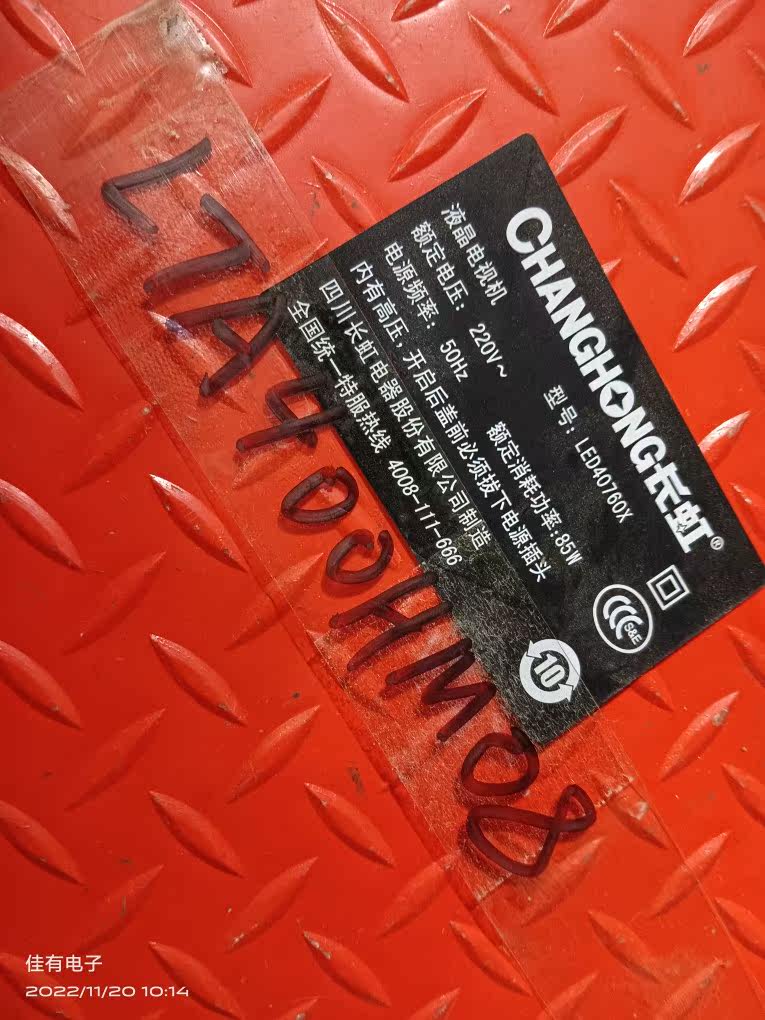 CHANGHONG长虹®
型号：LED40760X
液晶电视机
额定电压：220V~
额定消耗功率:85W
电源频率：50Hz
内有高压，开启后盖前必须拔下电源插头
四川长虹电器股份有限公司制造
全国统一特服热线 4008-111-666
S&E
10
LTA400HM08
佳有电子
2022/11/20 10:14